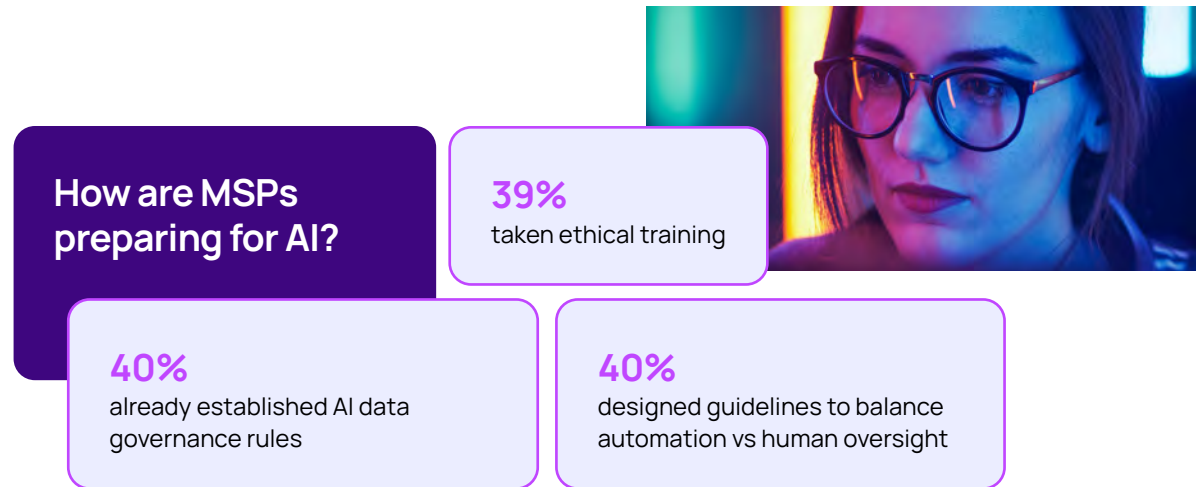 How are MSPs
preparing for AI?
39%
taken ethical training
40%
already established AI data
governance rules
40%
designed guidelines to balance
automation vs human oversight